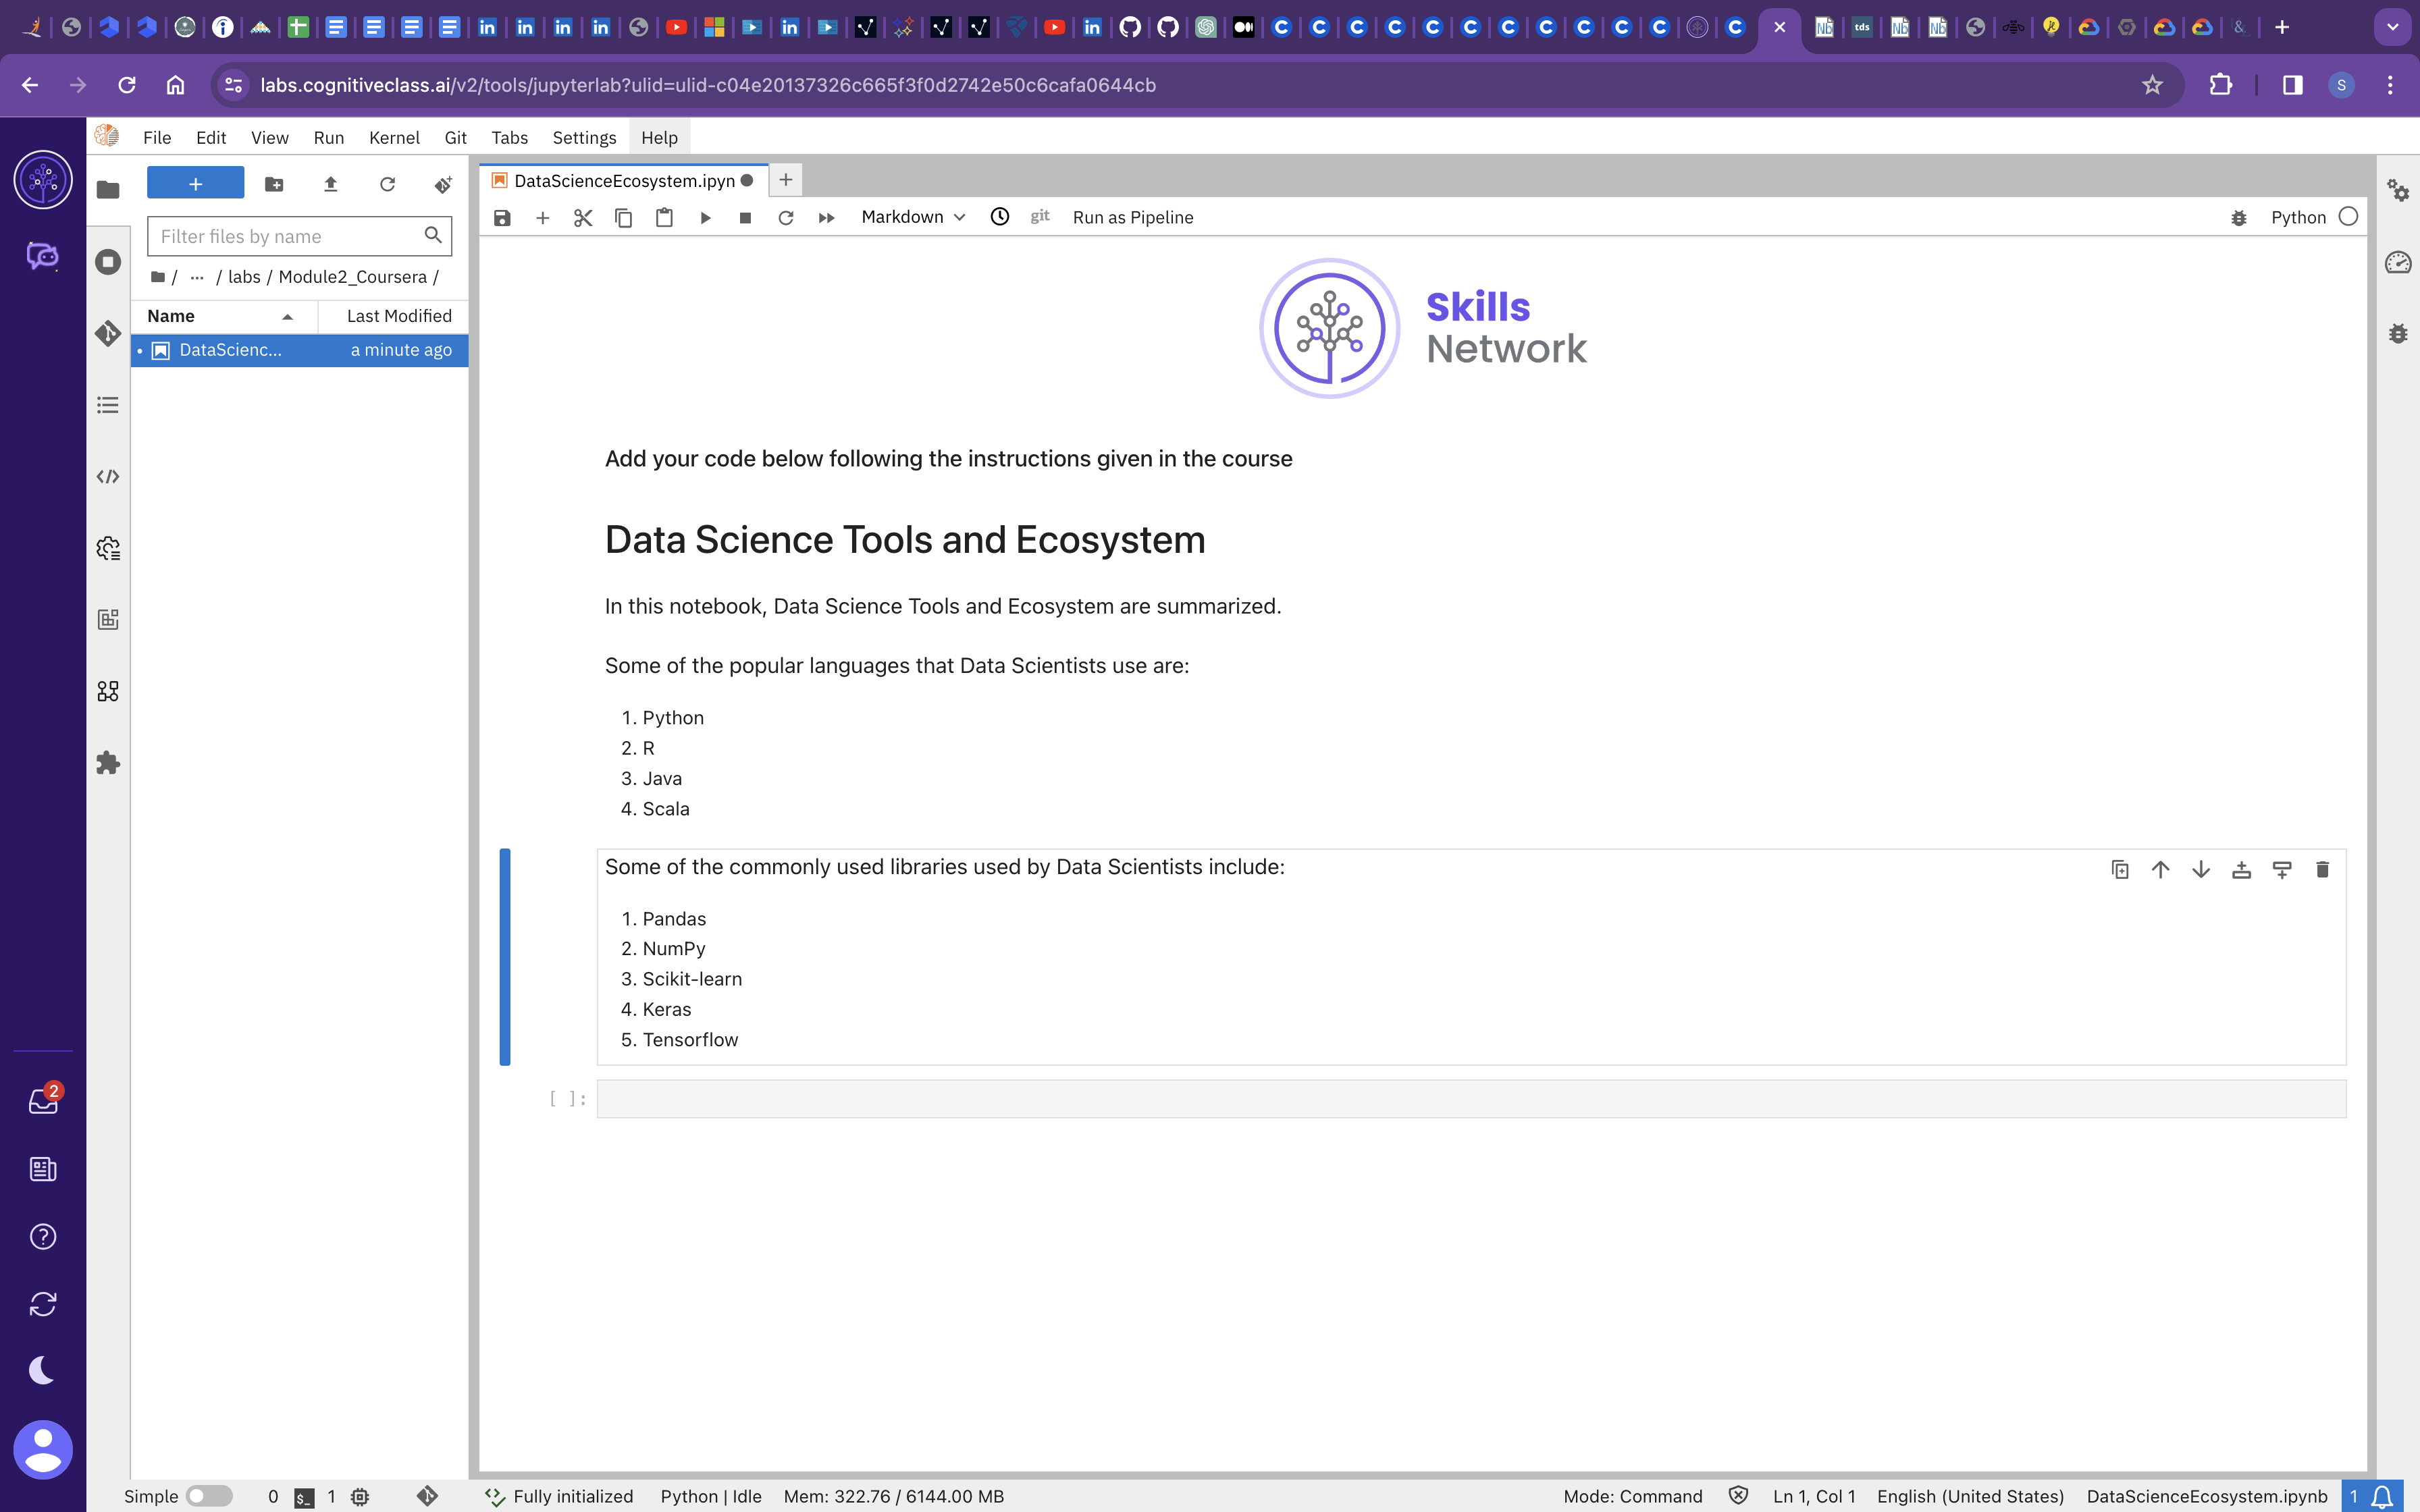 tds
labs.cognitiveclass.ai/v2/tools/jupyterlab?ulid=ulid-c04e20137326c665f3f0d2742e50c6cafa0644cb
S
File Edit View Run Kernel Git Tabs Settings Help
DataScienceEcosystem.ipyn
Markdown git Run as Pipeline Python
Filter files by name
/ ... / labs / Module2_Coursera /
Name Last Modified
DataScienc... a minute ago
Skills
Network
Add your code below following the instructions given in the course
Data Science Tools and Ecosystem
In this notebook, Data Science Tools and Ecosystem are summarized.
Some of the popular languages that Data Scientists use are:
1. Python
2. R
3. Java
4. Scala
Some of the commonly used libraries used by Data Scientists include:
1. Pandas
2. NumPy
3. Scikit-learn
4. Keras
5. Tensorflow
[ ]:
2
Simple 0 $_ 1 Fully initialized Python | Idle Mem: 322.76 / 6144.00 MB Mode: Command Ln 1, Col 1 English (United States) DataScienceEcosystem.ipynb 1